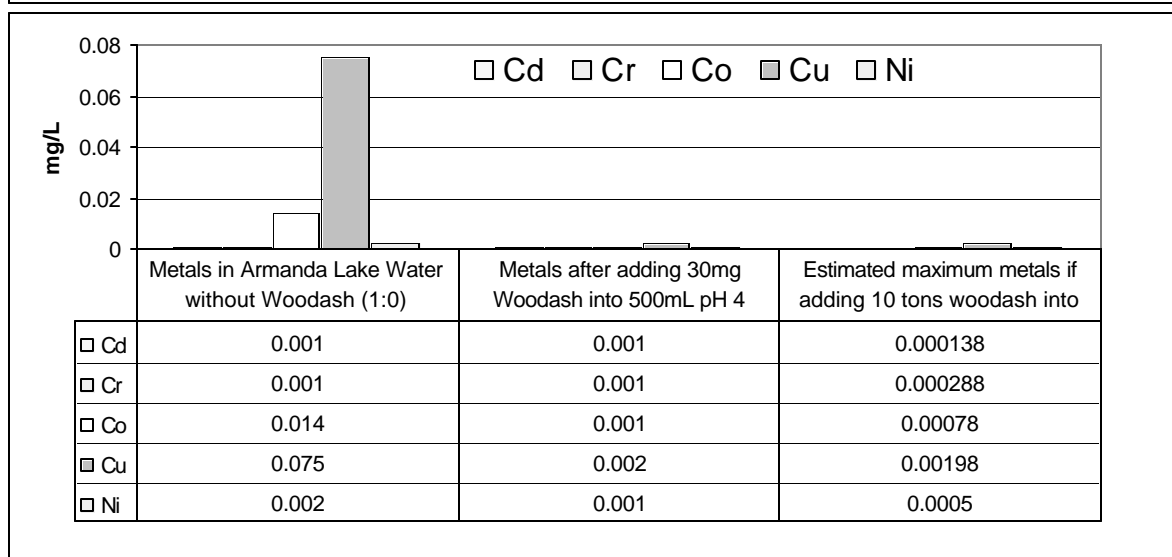 0.08
Cd Cr Co Cu Ni
0.06
mg/L
0.04
0.02
0
Metals in Armanda Lake Water
without Woodash (1:0)
Metals after adding 30mg
Woodash into 500mL pH 4
Estimated maximum metals if
adding 10 tons woodash into
Cd 0.001 0.001 0.000138
Cr 0.001 0.001 0.000288
Co 0.014 0.001 0.00078
Cu 0.075 0.002 0.00198
Ni 0.002 0.001 0.0005